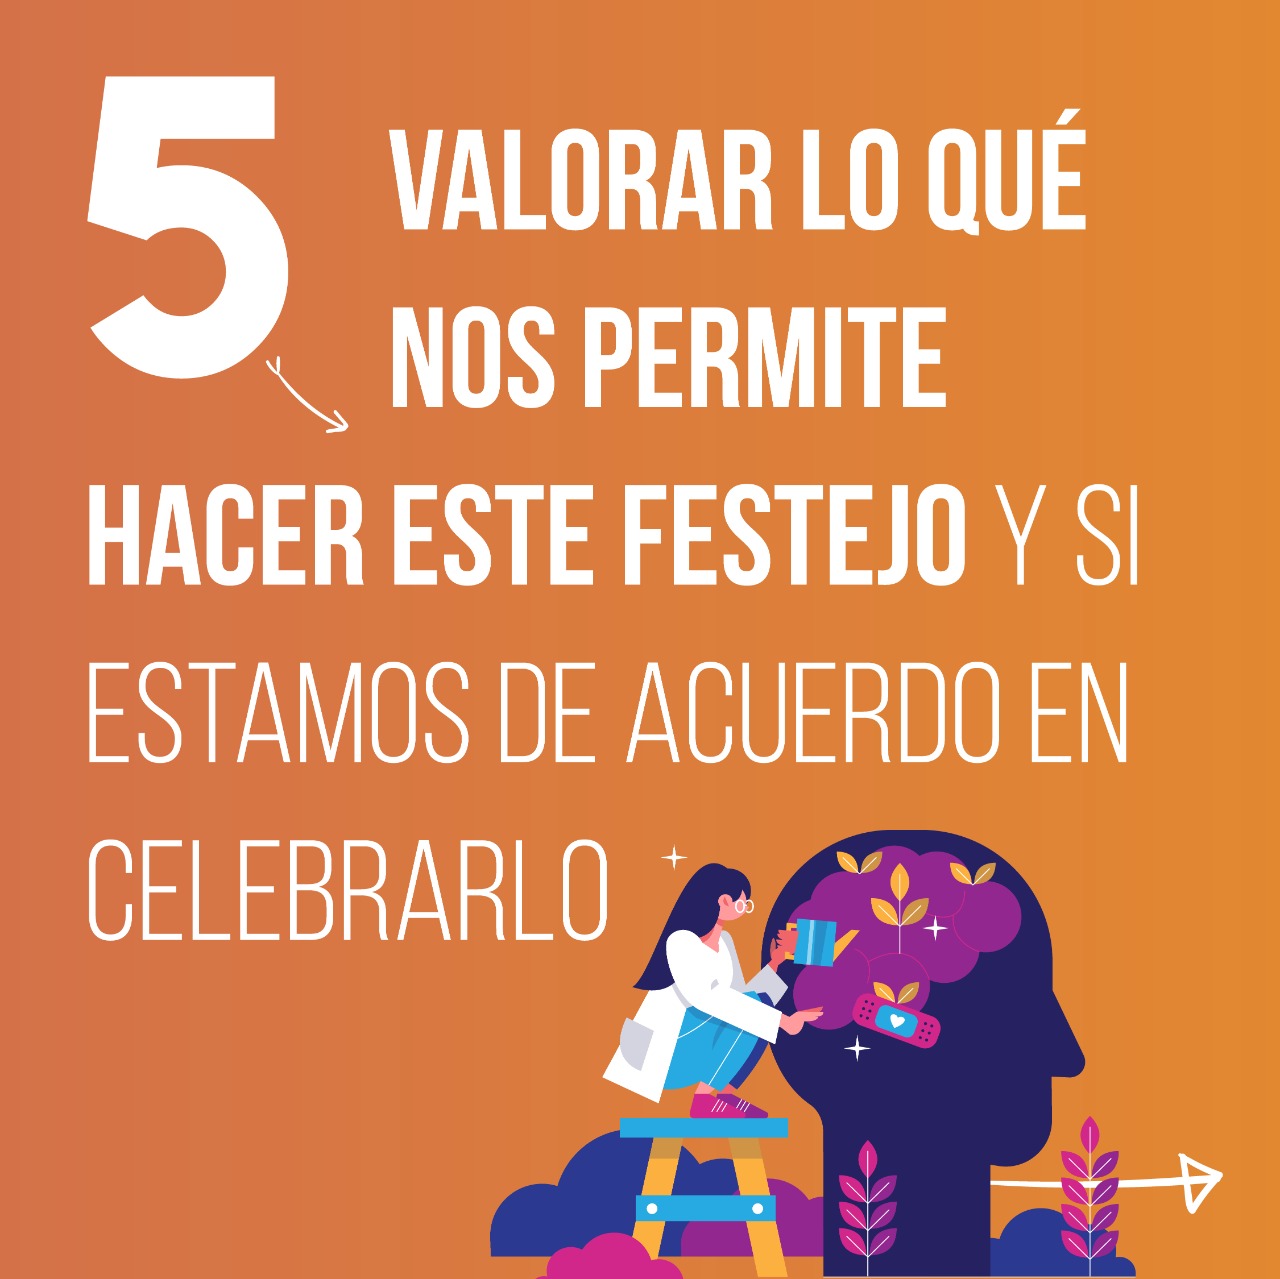 5
VALORAR LO QUÉ
NOS PERMITE
HACER ESTE FESTEJO Y SI
ESTAMOS DE ACUERDO EN
CELEBRARLO